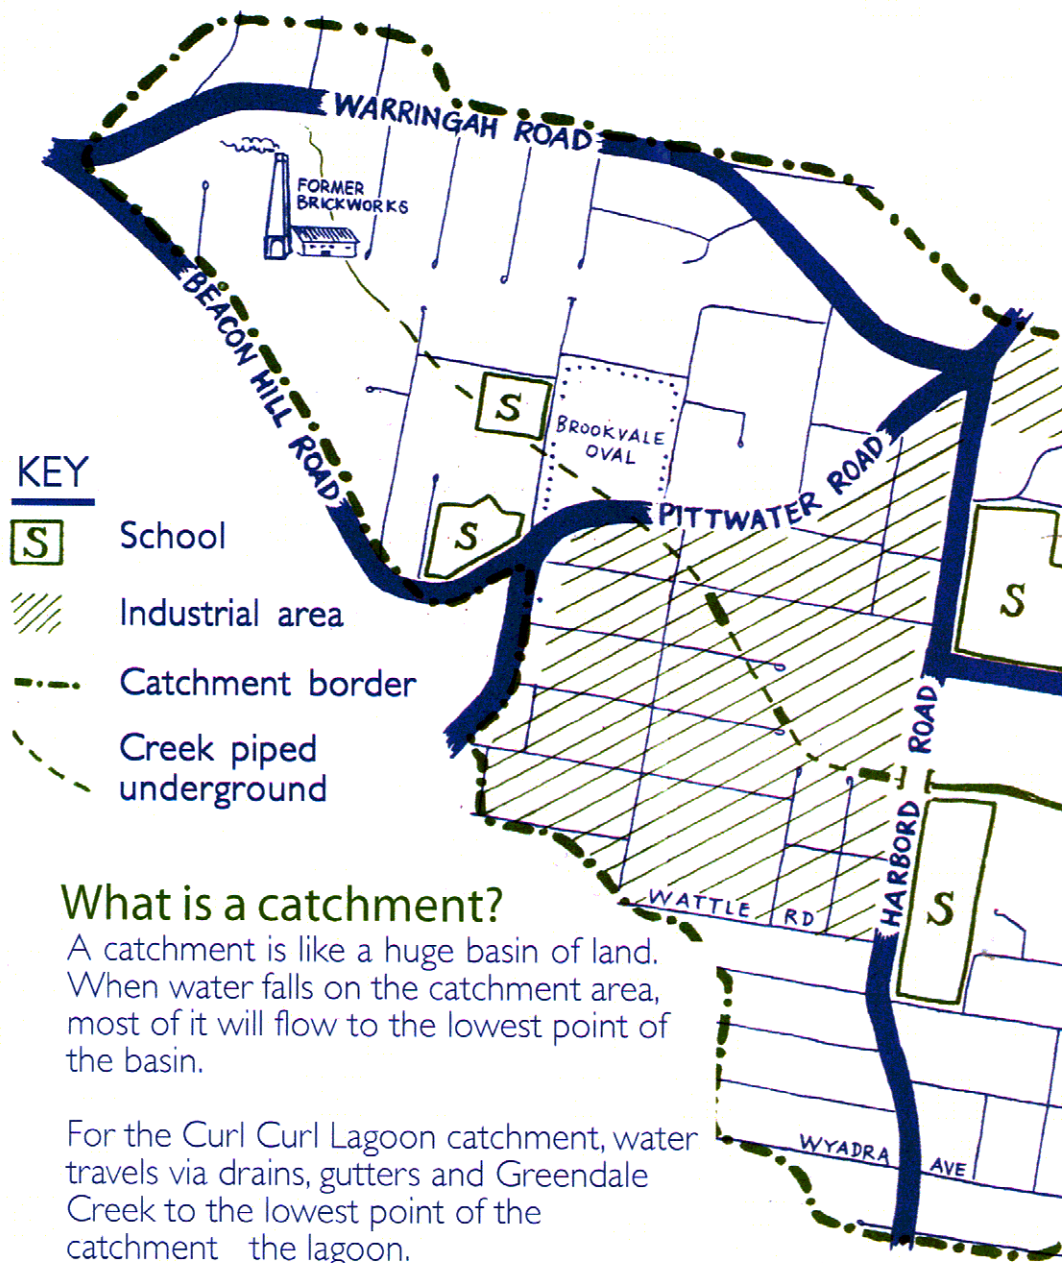 WARRINGAH ROAD
FORMER
BRICKWORKS
BEACON HILL ROAD
S
BROOKVALE
OVAL
S
PITTWATER ROAD
KEY
S School
Industrial area
Catchment border
Creek piped
underground
S
HARBORD ROAD
S
WATTLE RD
What is a catchment?
A catchment is like a huge basin of land.
When water falls on the catchment area,
most of it will flow to the lowest point of
the basin.
For the Curl Curl Lagoon catchment, water
travels via drains, gutters and Greendale
Creek to the lowest point of the
catchment the lagoon.
WYADRA AVE